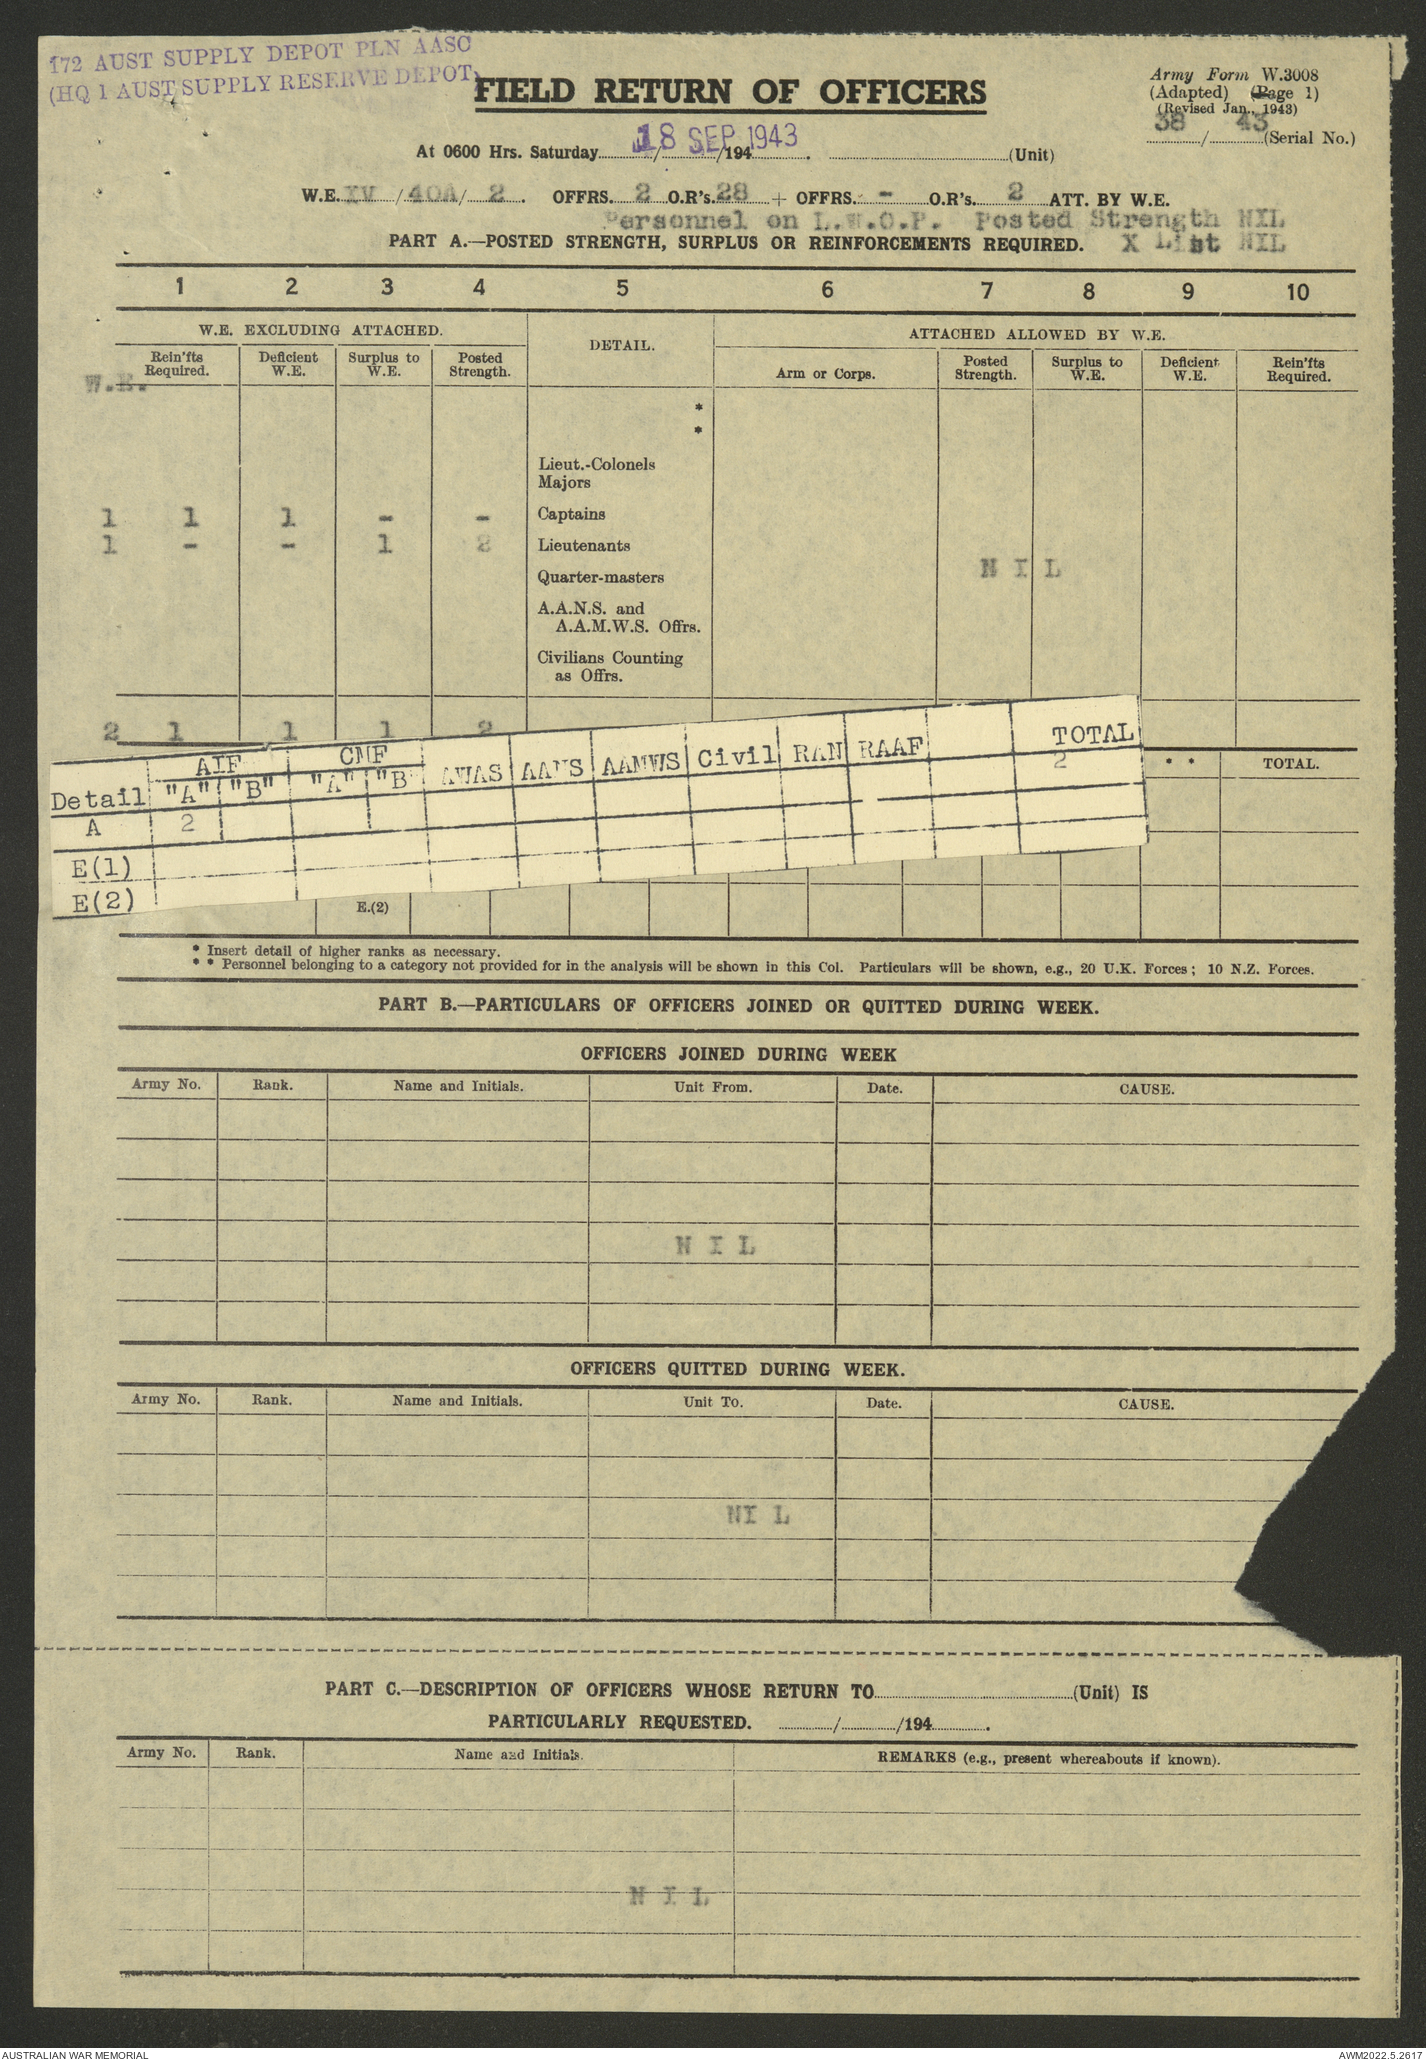 172 AUST SUPPLY DEPOT PLN AASC
(HQ 1 AUST SUPPLY RESERVE DEPOT)
FIELD RETURN OF OFFICERS
Army Form W.3008
(Adapted) (Page 1)
(Revised Jan., 1943)
38 / 43 (Serial No.)
At 0600 Hrs. Saturday 18 SEP 1943 / /194 . (Unit)
W.E. XV / 40A / 2 . OFFRS. 2 O.R's. 28 + OFFRS. - O.R's. 2 ATT. BY W.E.
Personnel on L.W.O.P. Posted Strength NIL
PART A.—POSTED STRENGTH, SURPLUS OR REINFORCEMENTS REQUIRED. X List NIL
1 2 3 4 5 6 7 8 9 10
W.E. EXCLUDING ATTACHED. DETAIL. ATTACHED ALLOWED BY W.E.
Rein'fts Required. Deficient W.E. Surplus to W.E. Posted Strength. Arm or Corps. Posted Strength. Surplus to W.E. Deficient W.E. Rein'fts Required.
W.E.
*
*
Lieut.-Colonels
Majors
1 1 1 - - Captains
1 - - 1 2 Lieutenants
N I L
Quarter-masters
A.A.N.S. and
A.A.M.W.S. Offrs.
Civilians Counting
as Offrs.
2 1 1 1 2
Detail AIF CMF AWAS AANS AAMWS Civil RAN RAAF TOTAL
"A" "B" "A" "B" 2
* * TOTAL.
A 2
E(1)
E(2)
E.(2)
* Insert detail of higher ranks as necessary.
* * Personnel belonging to a category not provided for in the analysis will be shown in this Col. Particulars will be shown, e.g., 20 U.K. Forces; 10 N.Z. Forces.
PART B.—PARTICULARS OF OFFICERS JOINED OR QUITTED DURING WEEK.
OFFICERS JOINED DURING WEEK
Army No. Rank. Name and Initials. Unit From. Date. CAUSE.
N I L
OFFICERS QUITTED DURING WEEK.
Army No. Rank. Name and Initials. Unit To. Date. CAUSE.
NI L
PART C.—DESCRIPTION OF OFFICERS WHOSE RETURN TO (Unit) IS
PARTICULARLY REQUESTED. / /194 .
Army No. Rank. Name and Initials. REMARKS (e.g., present whereabouts if known).
N I L
AUSTRALIAN WAR MEMORIAL AWM2022.5.2617